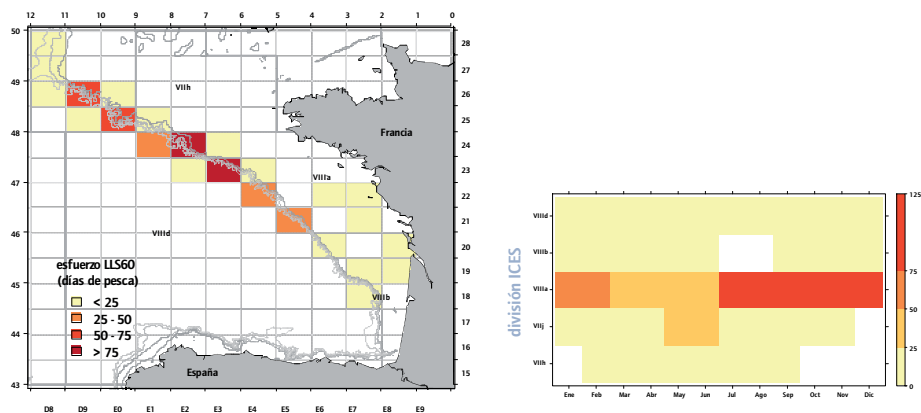 12 11 10 9 8 7 6 5 4 3 2 1 0
50
49
48
47
46
45
44
43
28
27
26
25
24
23
22
21
20
19
18
17
16
15
VIIh
Francia
VIIIa
VIIId
VIIIb
España
esfuerzo LLS60
(días de pesca)
< 25
25 - 50
50 - 75
> 75
D8 D9 E0 E1 E2 E3 E4 E5 E6 E7 E8 E9
división ICES
VIIId
VIIIb
VIIIa
VIIj
VIIh
Ene Feb Mar Abr May Jun Jul Ago Sep Oct Nov Dic
125
75
50
25
0